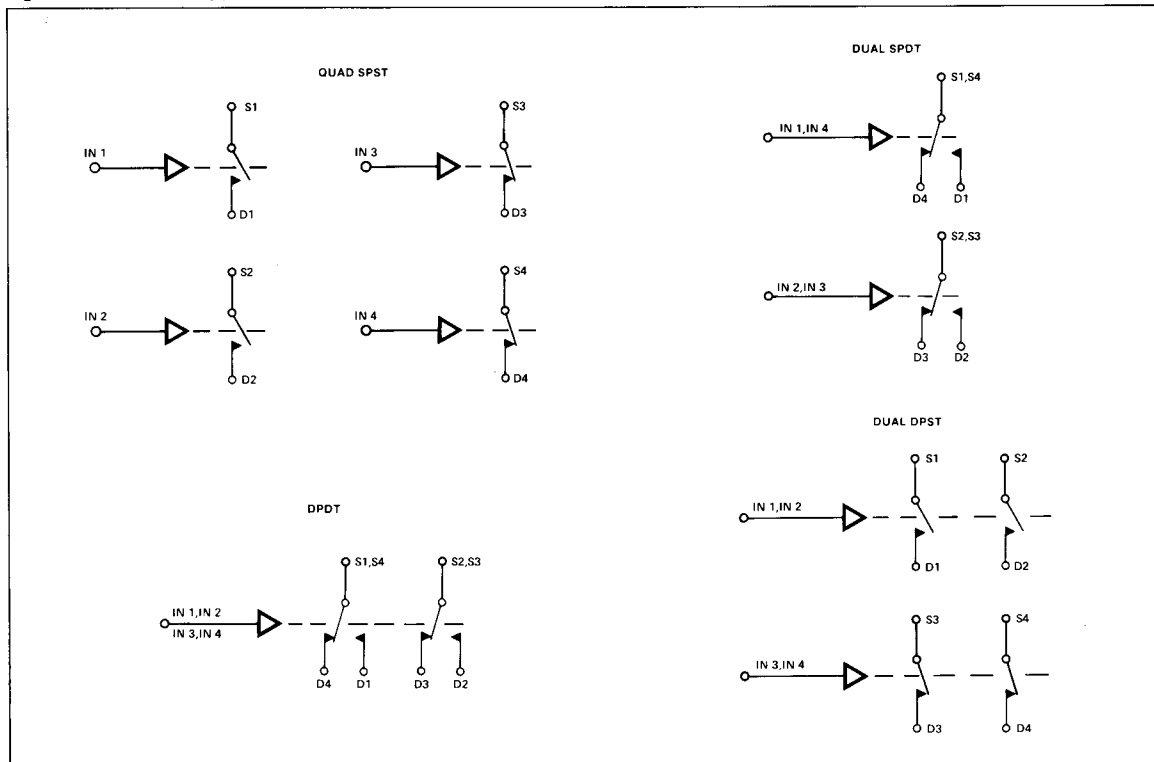 QUAD SPST
S1
IN 1
D1
S3
IN 3
D3
S2
IN 2
D2
S4
IN 4
D4
DUAL SPDT
S1,S4
IN 1,IN 4
D4
D1
S2,S3
IN 2,IN 3
D3
D2
DPDT
S1,S4
S2,S3
IN 1,IN 2
IN 3,IN 4
D4
D1
D3
D2
DUAL DPST
S1
S2
IN 1,IN 2
D1
D2
S3
S4
IN 3,IN 4
D3
D4